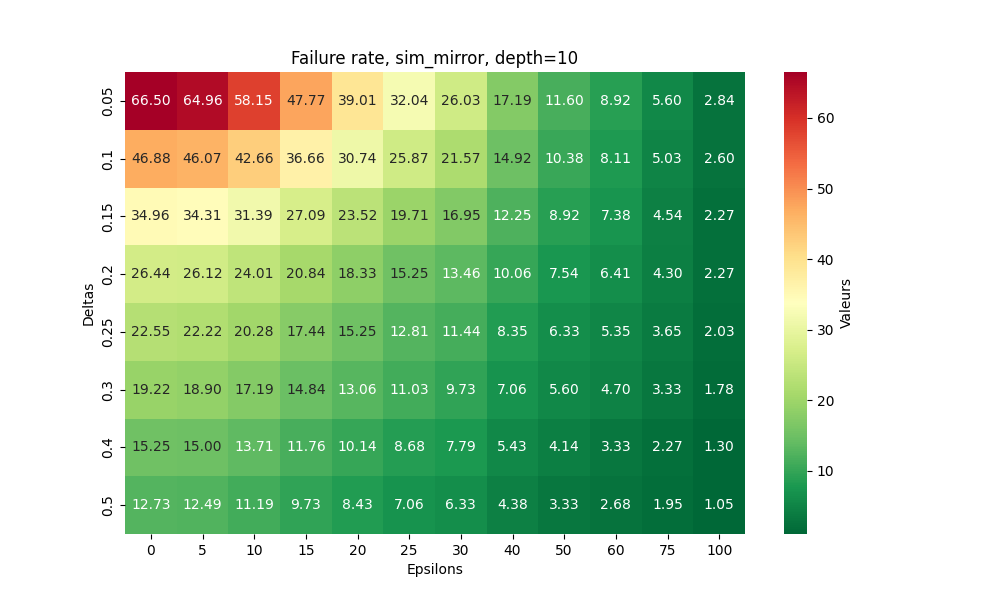 Failure rate, sim_mirror, depth=10
0.05 66.50 64.96 58.15 47.77 39.01 32.04 26.03 17.19 11.60 8.92 5.60 2.84
0.1 46.88 46.07 42.66 36.66 30.74 25.87 21.57 14.92 10.38 8.11 5.03 2.60
0.15 34.96 34.31 31.39 27.09 23.52 19.71 16.95 12.25 8.92 7.38 4.54 2.27
0.2 26.44 26.12 24.01 20.84 18.33 15.25 13.46 10.06 7.54 6.41 4.30 2.27
0.25 22.55 22.22 20.28 17.44 15.25 12.81 11.44 8.35 6.33 5.35 3.65 2.03
0.3 19.22 18.90 17.19 14.84 13.06 11.03 9.73 7.06 5.60 4.70 3.33 1.78
0.4 15.25 15.00 13.71 11.76 10.14 8.68 7.79 5.43 4.14 3.33 2.27 1.30
0.5 12.73 12.49 11.19 9.73 8.43 7.06 6.33 4.38 3.33 2.68 1.95 1.05
0 5 10 15 20 25 30 40 50 60 75 100
Epsilons
Deltas
60
50
40
30
20
10
Valeurs